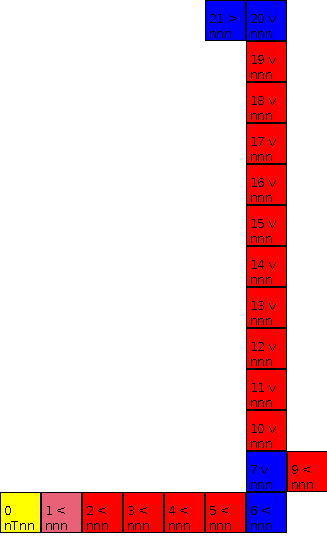 21 > 20 v
nnn nnn
19 v
nnn
18 v
nnn
17 v
nnn
16 v
nnn
15 v
nnn
14 v
nnn
13 v
nnn
12 v
nnn
11 v
nnn
10 v
nnn
7 v 9 <
nnn nnn
0 1 < 2 < 3 < 4 < 5 < 6 <
nTnn nnn nnn nnn nnn nnn nnn